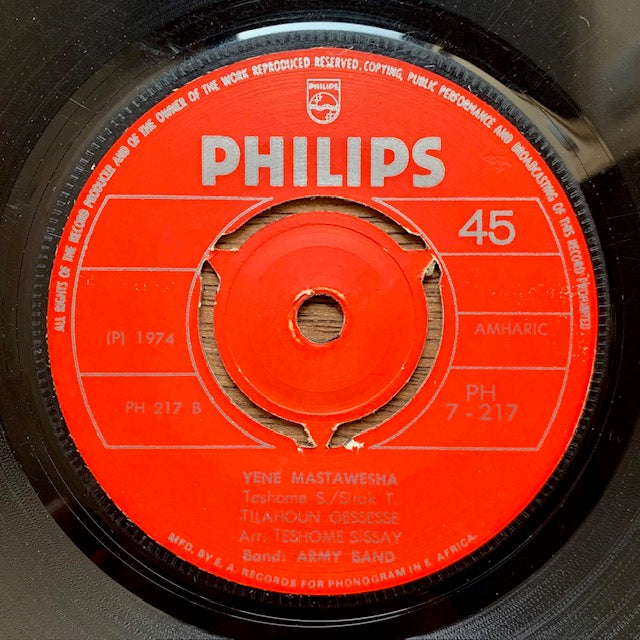 ALL RIGHTS OF THE RECORD PRODUCER AND OF THE OWNER OF THE WORK REPRODUCED RESERVED. COPYING, PUBLIC PERFORMANCE AND BROADCASTING OF THIS RECORD PROHIBITED
PHILIPS
PHILIPS
45
(P) 1974
AMHARIC
PH 217 B
PH
7-217
YENE MASTAWESHA
Teshome S./Sirak T.
TILAHOUN GESSESSE
Arr: TESHOME SISSAY
Band: ARMY BAND
MFD. BY E. A. RECORDS FOR PHONOGRAM IN E. AFRICA.